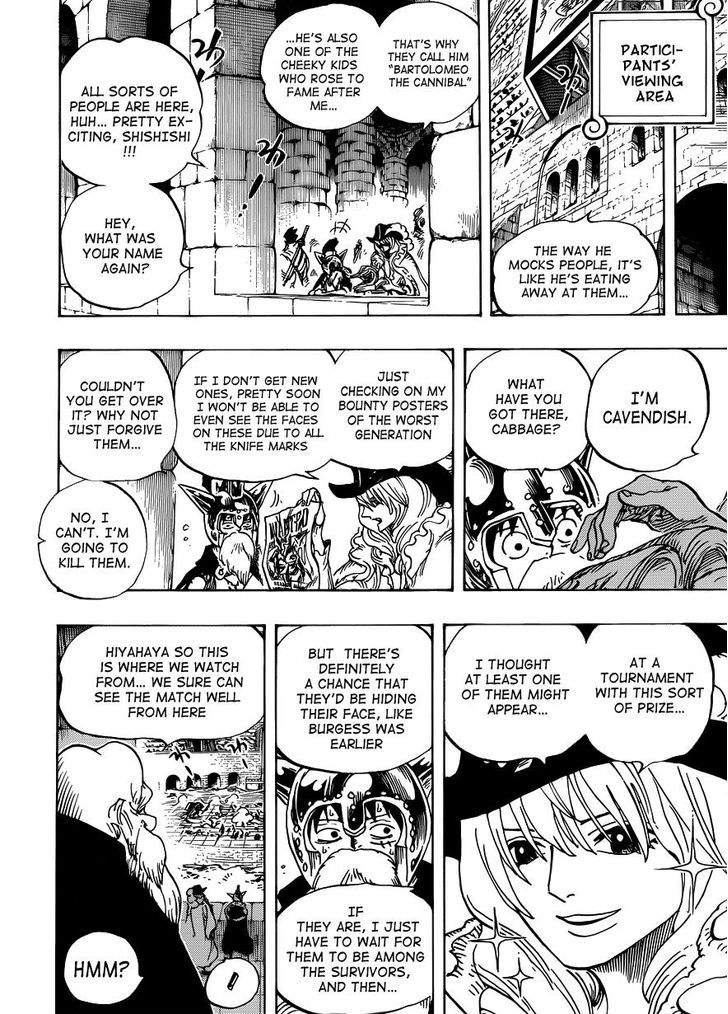 PARTICI-
PANTS'
VIEWING
AREA
THE WAY HE
MOCKS PEOPLE, IT'S
LIKE HE'S EATING
AWAY AT THEM...
THAT'S WHY
THEY CALL HIM
"BARTOLOMEO
THE CANNIBAL"
...HE'S ALSO
ONE OF THE
CHEEKY KIDS
WHO ROSE TO
FAME AFTER
ME...
ALL SORTS OF
PEOPLE ARE HERE,
HUH... PRETTY EX-
CITING, SHISHISHI
!!!
HEY,
WHAT WAS
YOUR NAME
AGAIN?
I'M
CAVENDISH.
WHAT
HAVE YOU
GOT THERE,
CABBAGE?
JUST
CHECKING ON MY
BOUNTY POSTERS
OF THE WORST
GENERATION
IF I DON'T GET NEW
ONES, PRETTY SOON
I WON'T BE ABLE TO
EVEN SEE THE FACES
ON THESE DUE TO ALL
THE KNIFE MARKS
COULDN'T
YOU GET OVER
IT? WHY NOT
JUST FORGIVE
THEM...
NO, I
CAN'T. I'M
GOING TO
KILL THEM.
AT A
TOURNAMENT
WITH THIS SORT
OF PRIZE...
I THOUGHT
AT LEAST ONE
OF THEM MIGHT
APPEAR...
BUT THERE'S
DEFINITELY
A CHANCE THAT
THEY'D BE HIDING
THEIR FACE, LIKE
BURGESS WAS
EARLIER
IF
THEY ARE, I JUST
HAVE TO WAIT FOR
THEM TO BE AMONG
THE SURVIVORS,
AND THEN...
HIYAHAYA SO THIS
IS WHERE WE WATCH
FROM... WE SURE CAN
SEE THE MATCH WELL
FROM HERE
HMM?
!